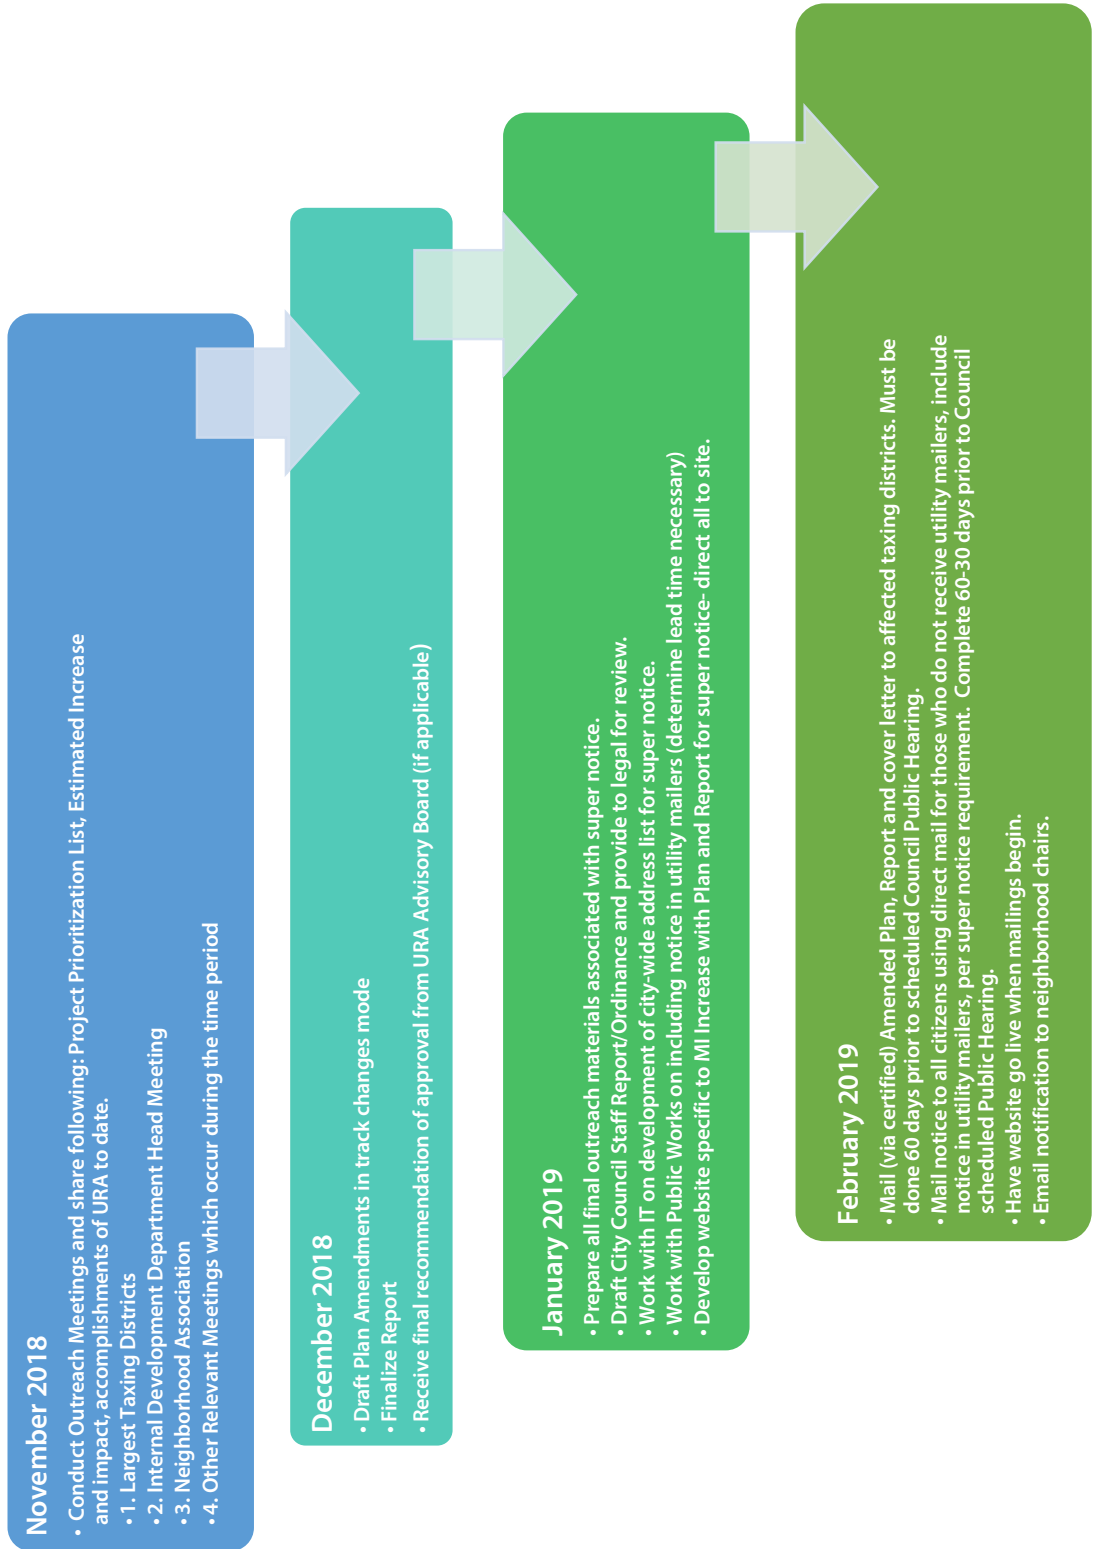 November 2018
• Conduct Outreach Meetings and share following: Project Prioritization List, Estimated Increase
and impact, accomplishments of URA to date.
• 1. Largest Taxing Districts
• 2. Internal Development Department Head Meeting
• 3. Neighborhood Association
• 4. Other Relevant Meetings which occur during the time period
December 2018
• Draft Plan Amendments in track changes mode
• Finalize Report
• Receive final recommendation of approval from URA Advisory Board (if applicable)
January 2019
• Prepare all final outreach materials associated with super notice.
• Draft City Council Staff Report/Ordinance and provide to legal for review.
• Work with IT on development of city-wide address list for super notice.
• Work with Public Works on including notice in utility mailers (determine lead time necessary)
• Develop website specific to MI Increase with Plan and Report for super notice- direct all to site.
February 2019
• Mail (via certified) Amended Plan, Report and cover letter to affected taxing districts. Must be
done 60 days prior to scheduled Council Public Hearing.
• Mail notice to all citizens using direct mail for those who do not receive utility mailers, include
notice in utility mailers, per super notice requirement.  Complete 60-30 days prior to Council
scheduled Public Hearing.
• Have website go live when mailings begin.
• Email notification to neighborhood chairs.